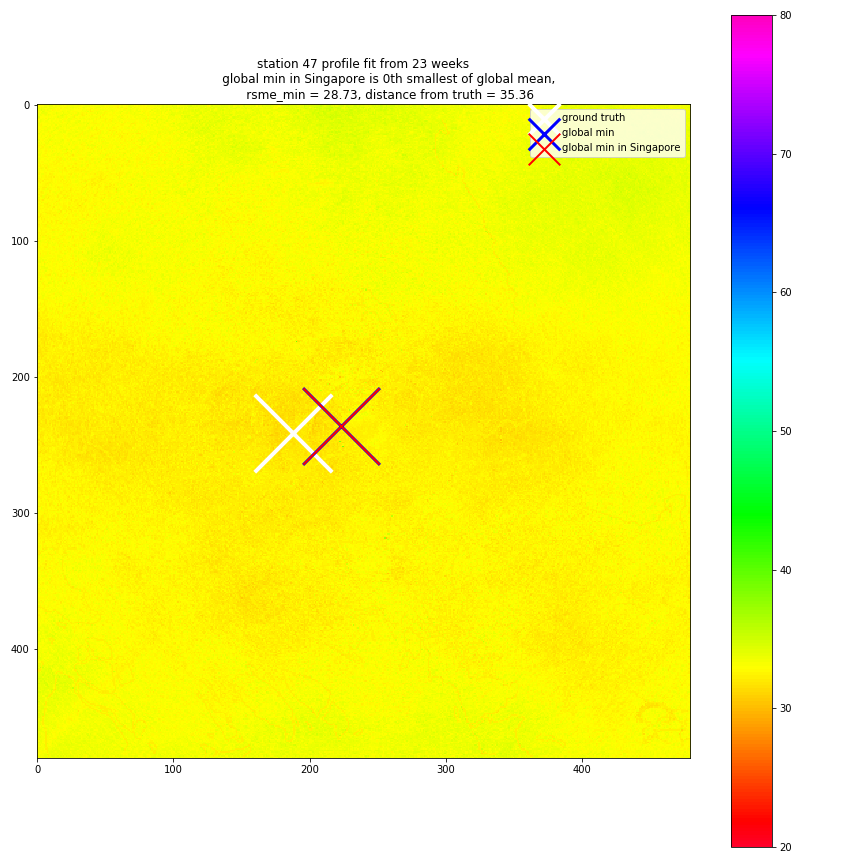 station 47 profile fit from 23 weeks
global min in Singapore is 0th smallest of global mean,
rsme_min = 28.73, distance from truth = 35.36
ground truth
global min
global min in Singapore
0
100
200
300
400
0 100 200 300 400
80
70
60
50
40
30
20